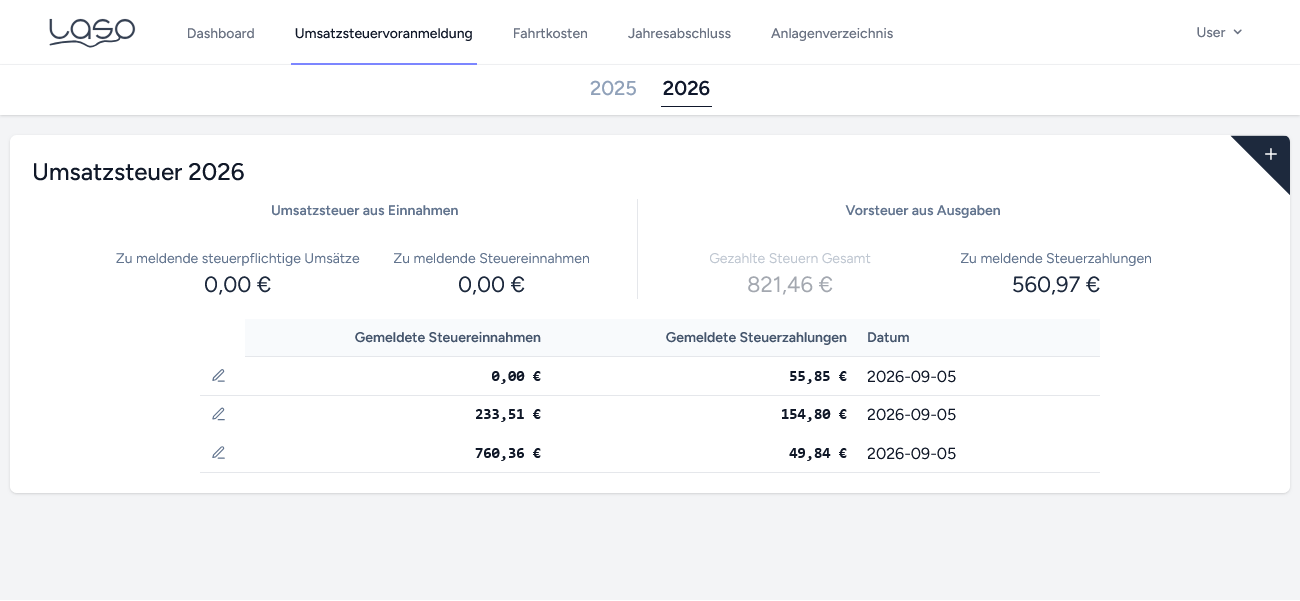 Laso
Dashboard Umsatzsteuervoranmeldung Fahrtkosten Jahresabschluss Anlagenverzeichnis User
2025 2026
Umsatzsteuer 2026
Umsatzsteuer aus Einnahmen Vorsteuer aus Ausgaben
Zu meldende steuerpflichtige Umsätze Zu meldende Steuereinnahmen Gezahlte Steuern Gesamt Zu meldende Steuerzahlungen
0,00 € 0,00 € 821,46 € 560,97 €
Gemeldete Steuereinnahmen Gemeldete Steuerzahlungen Datum
0,00 € 55,85 € 2026-09-05
233,51 € 154,80 € 2026-09-05
760,36 € 49,84 € 2026-09-05